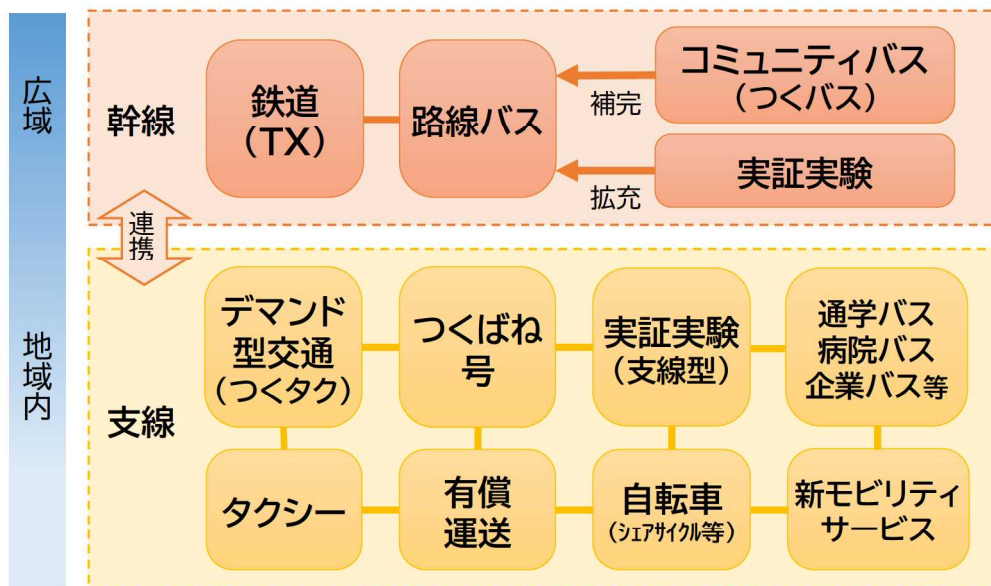 広域
幹線
鉄道
(TX)
路線バス
補完
コミュニティバス
(つくバス)
拡充
実証実験
連携
地域内
支線
デマンド
型交通
(つくタク)
つくばね
号
実証実験
(支線型)
通学バス
病院バス
企業バス等
タクシー
有償
運送
自転車
(シェアサイクル等)
新モビリティ
サービス